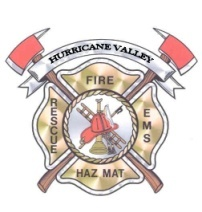 HURRICANE VALLEY
FIRE
RESCUE
EMS
HAZ MAT